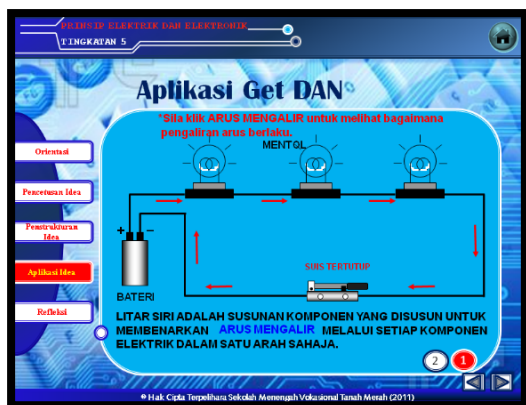 PRINSIP ELEKTRIK DAN ELEKTRONIK
TINGKATAN 5
Aplikasi Get DAN
*Sila klik ARUS MENGALIR untuk melihat bagaimana
pengaliran arus berlaku.
MENTOL
Orientasi
Pencetusan Idea
Penstrukturan
Idea
Aplikasi Idea
Refleksi
+ −
SUIS TERTUTUP
BATERI
LITAR SIRI ADALAH SUSUNAN KOMPONEN YANG DISUSUN UNTUK
MEMBENARKAN ARUS MENGALIR MELALUI SETIAP KOMPONEN
ELEKTRIK DALAM SATU ARAH SAHAJA.
2 1
© Hak Cipta Terpelihara Sekolah Menengah Vokasional Tanah Merah (2011)